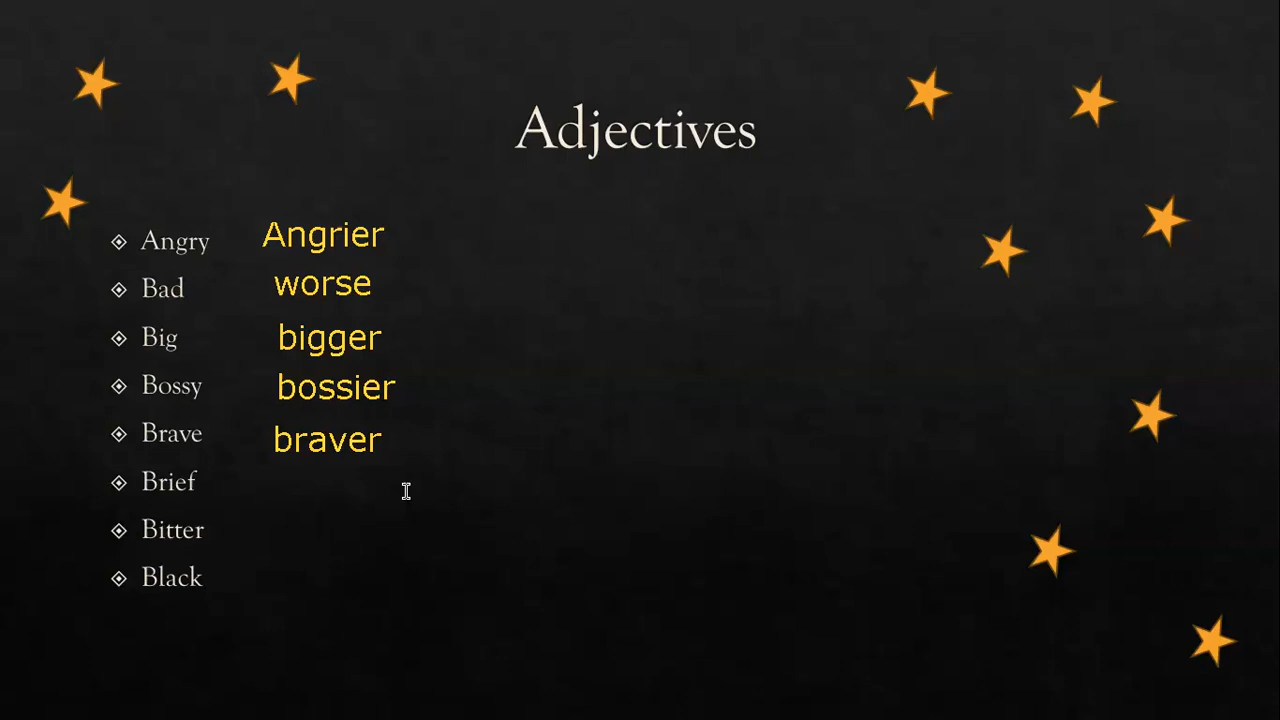 Adjectives
Angry Angrier
Bad worse
Big bigger
Bossy bossier
Brave braver
Brief
Bitter
Black